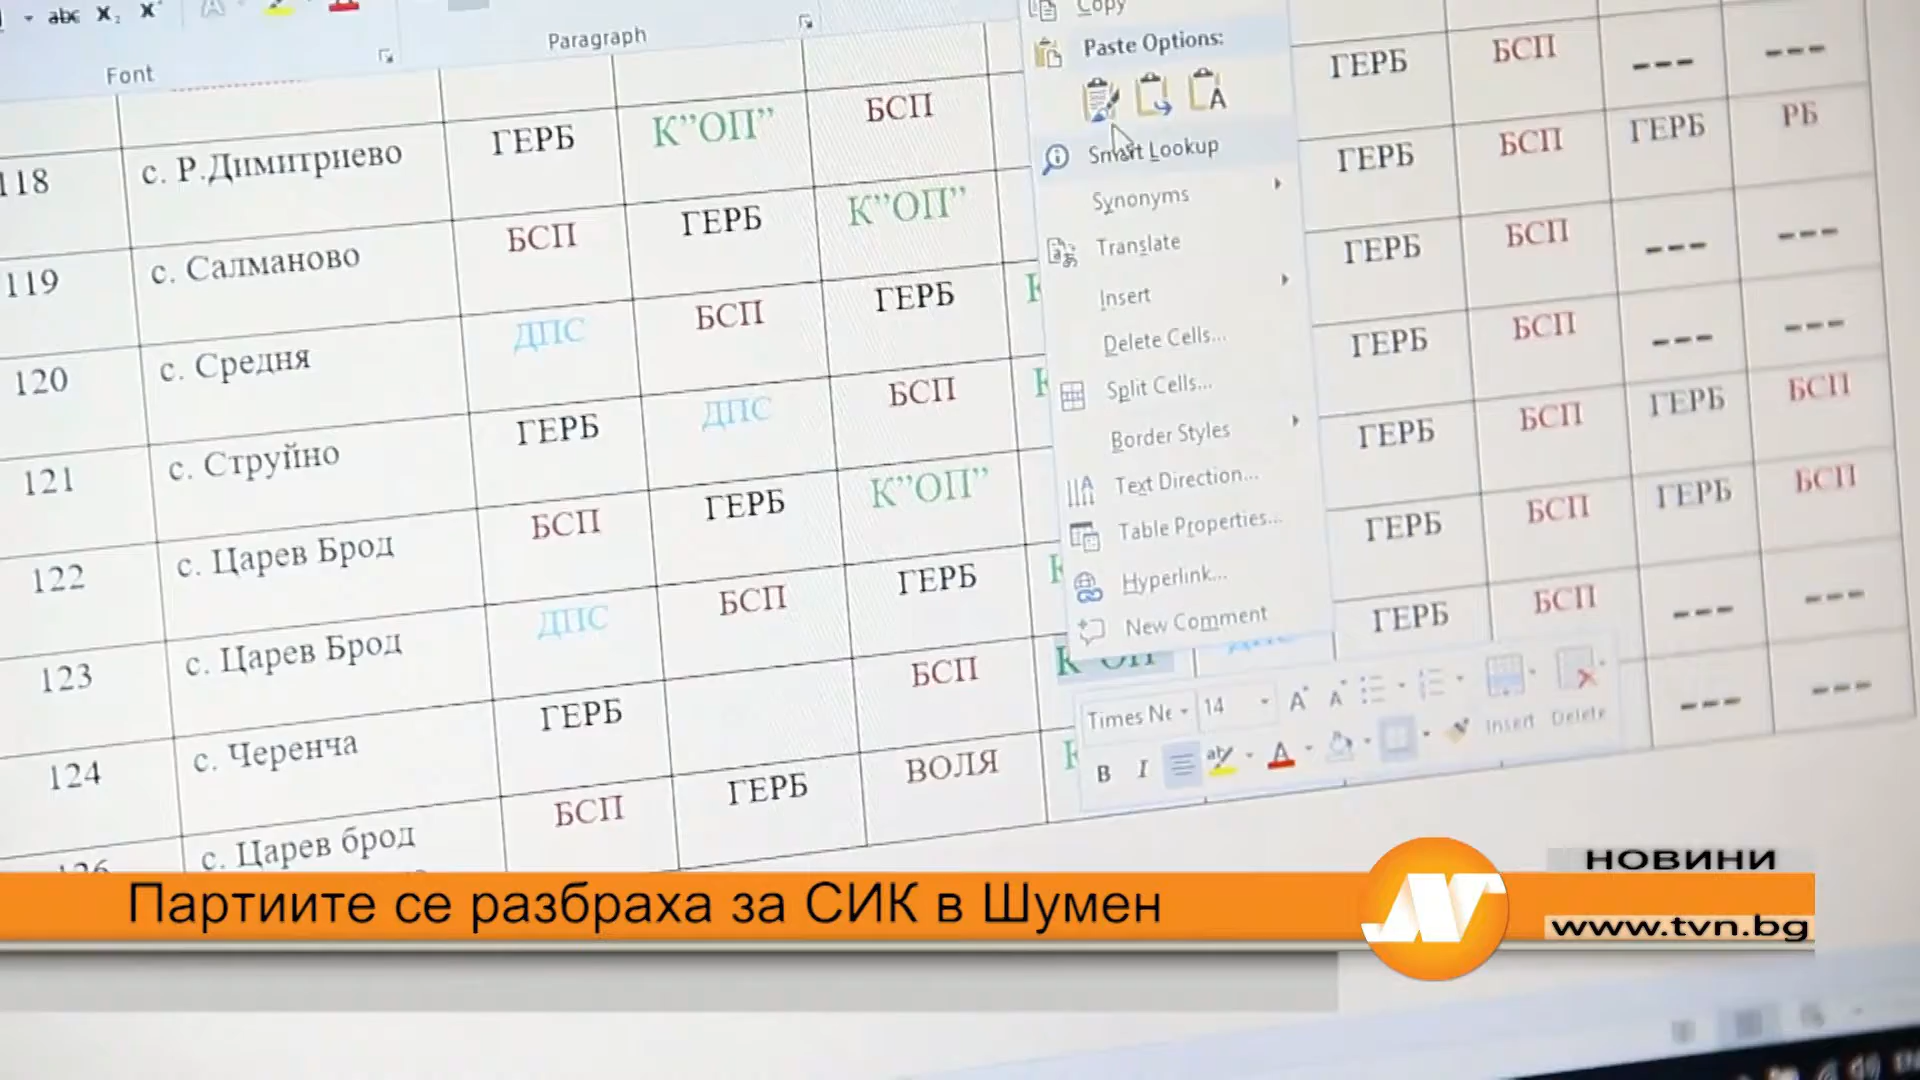 abc X₂ X
Font
Paragraph
Copy
Paste Options:
Smart Lookup
Synonyms
Translate
Insert
Delete Cells...
Split Cells...
Border Styles
Text Direction...
Table Properties...
Hyperlink...
New Comment
ГЕРБ БСП --- ---
118 с. Р.Димитриево ГЕРБ К”ОП” БСП ГЕРБ БСП ГЕРБ РБ
119 с. Салманово БСП ГЕРБ К”ОП” ГЕРБ БСП --- ---
120 с. Средня ДПС БСП ГЕРБ ГЕРБ БСП --- ---
121 с. Струйно ГЕРБ ДПС БСП ГЕРБ БСП ГЕРБ БСП
122 с. Царев Брод БСП ГЕРБ К”ОП” ГЕРБ БСП ГЕРБ БСП
123 с. Царев Брод ДПС БСП ГЕРБ ГЕРБ БСП --- ---
124 с. Черенча ГЕРБ БСП К”ОП” --- ---
126 с. Царев брод БСП ГЕРБ ВОЛЯ
Times Ne 14 A A
Insert Delete
B I ab A
Партиите се разбраха за СИК в Шумен
НОВИНИ
www.tvn.bg